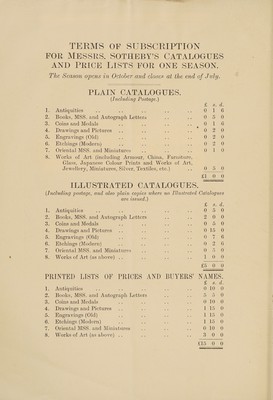 TERMS OF SUBSCRIPTION
FOR MESSRS. SOTHEBY'S CATALOGUES
AND PRICE LISTS FOR ONE SEASON.
The Season opens in October and closes at the end of July.
PLAIN CATALOGUES.
(Including Postage.)
£ s. d.
1. Antiquities .. .. .. .. .. 0 1 6
2. Books, MSS. and Autograph Letters .. .. .. 0 5 0
3. Coins and Medals .. .. .. .. 0 1 6
4. Drawings and Pictures .. .. .. .. 0 2 0
5. Engravings (Old) .. .. .. .. 0 2 0
6. Etchings (Modern) .. .. .. .. 0 2 0
7. Oriental MSS. and Miniatures .. .. .. 0 1 0
8. Works of Art (including Armour, China, Furniture,
Glass, Japanese Colour Prints and Works of Art,
Jewellery, Miniatures, Silver, Textiles, etc.) 0 5 0
£1 0 0
ILLUSTRATED CATALOGUES.
(Including postage, and also plain copies where no Illustrated Catalogues
are issued.)
£ s. d.
1. Antiquities .. .. .. .. .. 0 5 0
2. Books, MSS. and Autograph Letters .. .. .. 2 0 0
3. Coins and Medals .. .. .. .. 0 5 0
4. Drawings and Pictures .. .. .. .. 0 15 0
5. Engravings (Old) .. .. .. .. 0 7 6
6. Etchings (Modern) .. .. .. .. 0 2 6
7. Oriental MSS. and Miniatures .. .. .. 0 5 0
8. Works of Art (as above) .. .. .. .. 1 0 0
£5 0 0
PRINTED LISTS OF PRICES AND BUYERS' NAMES.
£ s. d.
1. Antiquities .. .. .. .. .. 0 10 0
2. Books, MSS. and Autograph Letters .. .. .. 5 5 0
3. Coins and Medals .. .. .. .. 0 10 0
4. Drawings and Pictures .. .. .. .. 1 15 0
5. Engravings (Old) .. .. .. .. 1 15 0
6. Etchings (Modern) .. .. .. .. 1 15 0
7. Oriental MSS. and Miniatures .. .. .. 0 10 0
8. Works of Art (as above) .. .. .. .. 3 0 0
£15 0 0